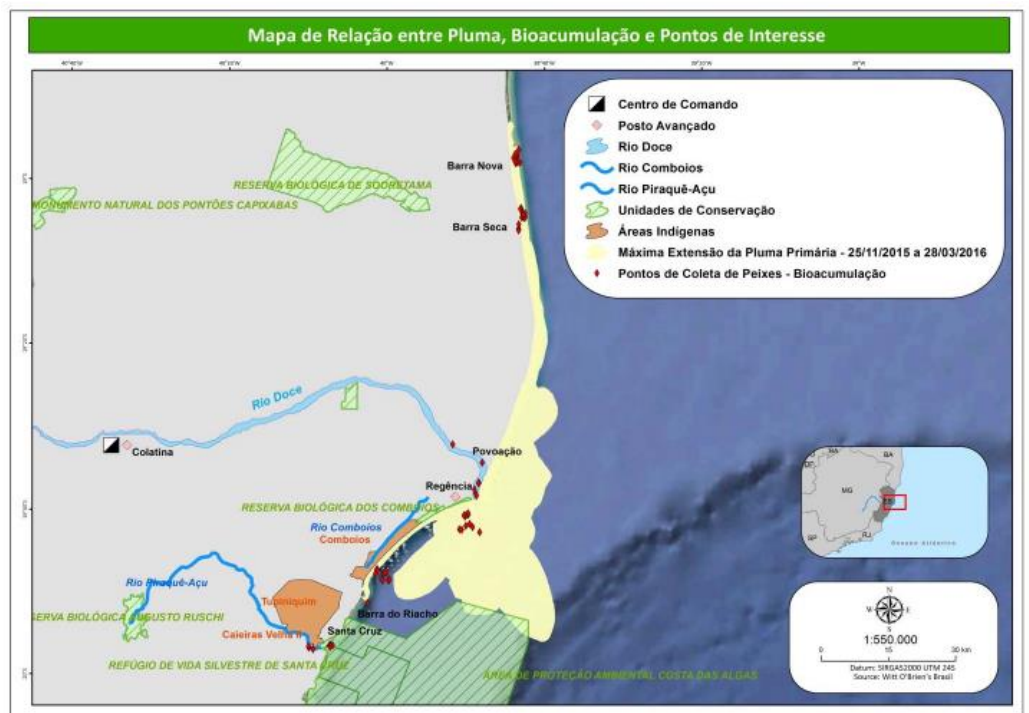 Mapa de Relação entre Pluma, Bioacumulação e Pontos de Interesse
Centro de Comando
Posto Avançado
Rio Doce
Rio Comboios
Rio Piraquê-Açu
Unidades de Conservação
Áreas Indígenas
Máxima Extensão da Pluma Primária - 25/11/2015 a 28/03/2016
Pontos de Coleta de Peixes - Bioacumulação
Barra Nova
RESERVA BIOLÓGICA DE SOORETAMA
MONUMENTO NATURAL DOS PONTÕES CAPIXABAS
Barra Seca
Rio Doce
Colatina
Povoação
Regência
RESERVA BIOLÓGICA DOS COMBOIOS
Rio Comboios
Comboios
Rio Piraquê-Açu
Tupiniquim
Barra do Riacho
SERVA BIOLÓGICA AUGUSTO RUSCHI
Caieiras Velha II
Santa Cruz
REFÚGIO DE VIDA SILVESTRE DE SANTA CRUZ
ÁREA DE PROTEÇÃO AMBIENTAL COSTA DAS ALGAS
BA
MG
ES
RJ
SP
Oceano Atlântico
N
E
S
1:550.000
0 15 30 km
Datum: SIRGAS2000 UTM 24S
Source: Witt O'Brien's Brasil